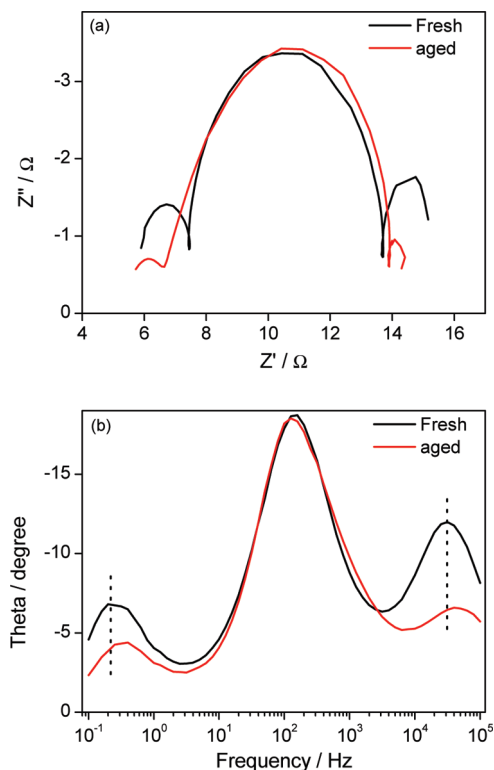 (a)
Fresh
aged
-3
-2
-1
0
Z" / Ω
4 6 8 10 12 14 16
Z' / Ω
(b)
Fresh
aged
-15
-10
-5
0
Theta / degree
10-1 100 101 102 103 104 105
Frequency / Hz